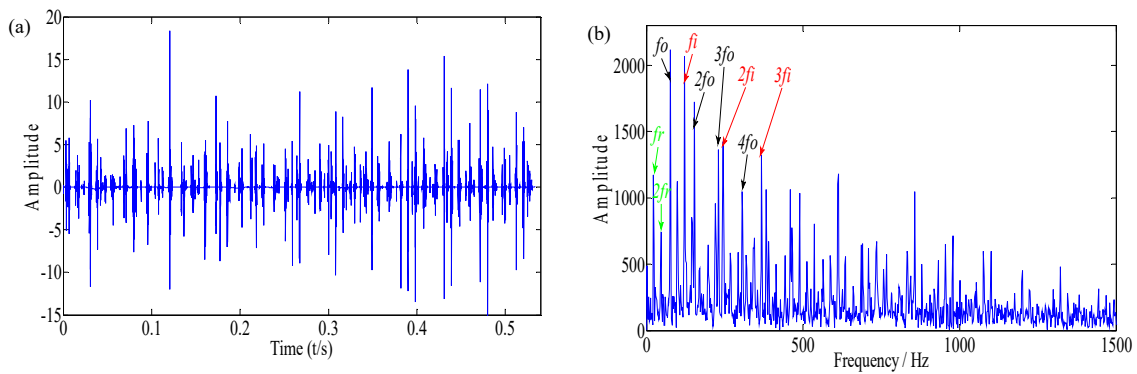 (a)
20
15
10
5
0
-5
-10
-15
0
0.1
0.2
0.3
0.4
0.5
Amplitude
Time (t/s)
(b)
2000
1500
1000
500
0
0
500
1000
1500
Amplitude
Frequency / Hz
fo
fi
2fo
3fo
2fi
3fi
4fo
fr
2fr